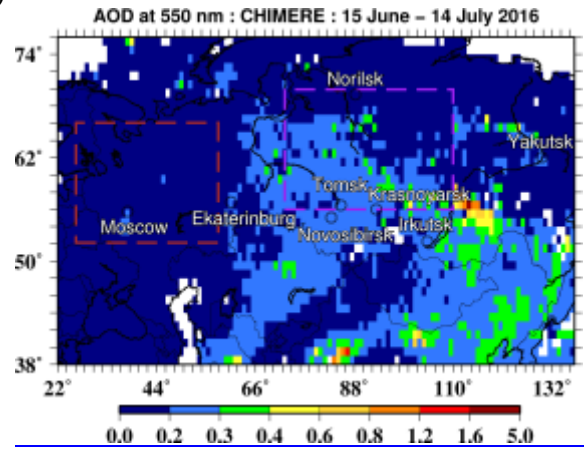 AOD at 550 nm : CHIMERE : 15 June – 14 July 2016
74°
Norilsk
62°
Yakutsk
Tomsk
Krasnoyarsk
Moscow
Ekaterinburg
Irkutsk
Novosibirsk
50°
38°
22° 44° 66° 88° 110° 132°
0.0 0.2 0.3 0.4 0.6 0.8 1.2 1.6 5.0